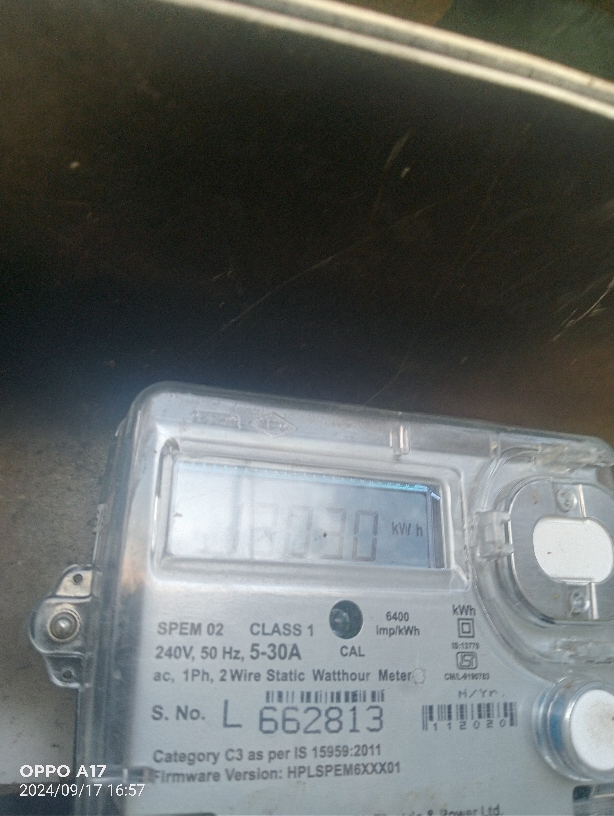 kWh
SPEM 02 CLASS 1
6400
Imp/kWh
kWh
240V, 50 Hz, 5-30A
CAL
IS:13779
ac, 1Ph, 2 Wire Static Watthour Meter
M/Yr.
S. No. L 662813
112020
Category C3 as per IS 15959:2011
Firmware Version: HPLSPEM6XXX01
& Power Ltd.
OPPO A17
2024/09/17 16:57